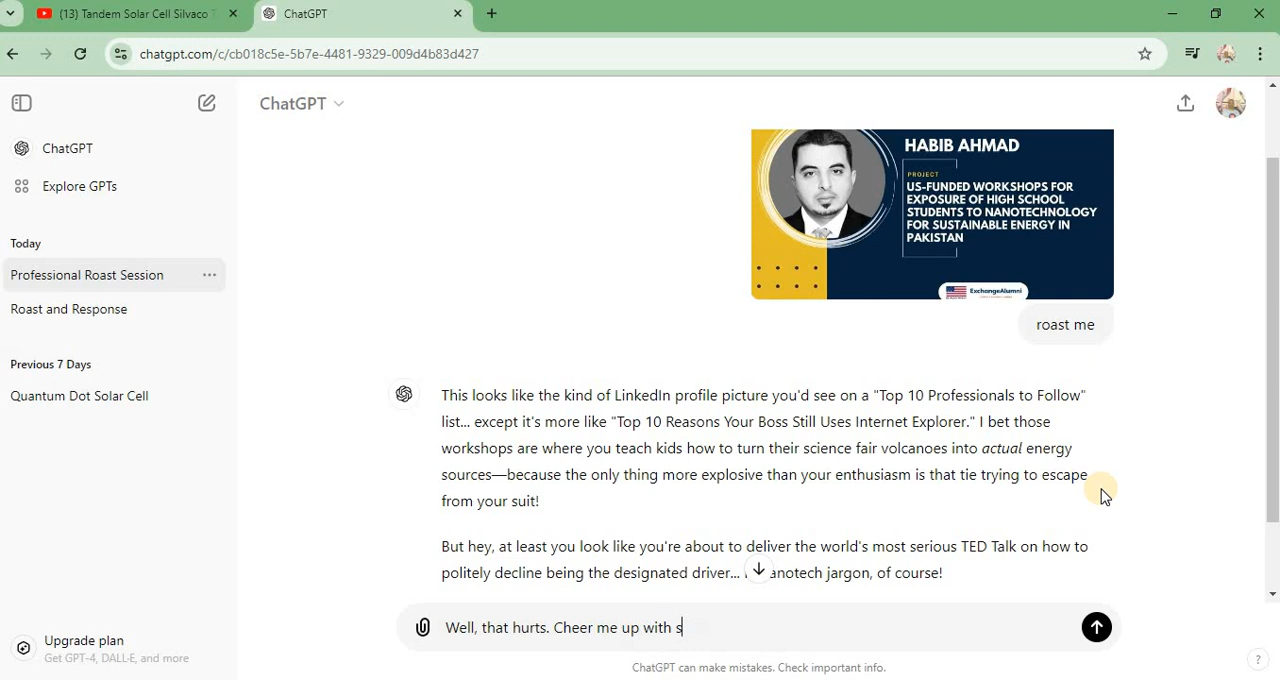 (13) Tandem Solar Cell Silvaco
ChatGPT
chatgpt.com/c/cb018c5e-5b7e-4481-9329-009d4b83d427
ChatGPT
ChatGPT
Explore GPTs
Today
Professional Roast Session
Roast and Response
Previous 7 Days
Quantum Dot Solar Cell
Upgrade plan
Get GPT-4, DALL·E, and more
HABIB AHMAD
PROJECT
US-FUNDED WORKSHOPS FOR
EXPOSURE OF HIGH SCHOOL
STUDENTS TO NANOTECHNOLOGY
FOR SUSTAINABLE ENERGY IN
PAKISTAN
ExchangeAlumni
roast me
This looks like the kind of LinkedIn profile picture you'd see on a "Top 10 Professionals to Follow"
list... except it's more like "Top 10 Reasons Your Boss Still Uses Internet Explorer." I bet those
workshops are where you teach kids how to turn their science fair volcanoes into actual energy
sources—because the only thing more explosive than your enthusiasm is that tie trying to escape
from your suit!
But hey, at least you look like you're about to deliver the world's most serious TED Talk on how to
politely decline being the designated driver... anotech jargon, of course!
Well, that hurts. Cheer me up with s
ChatGPT can make mistakes. Check important info.
?